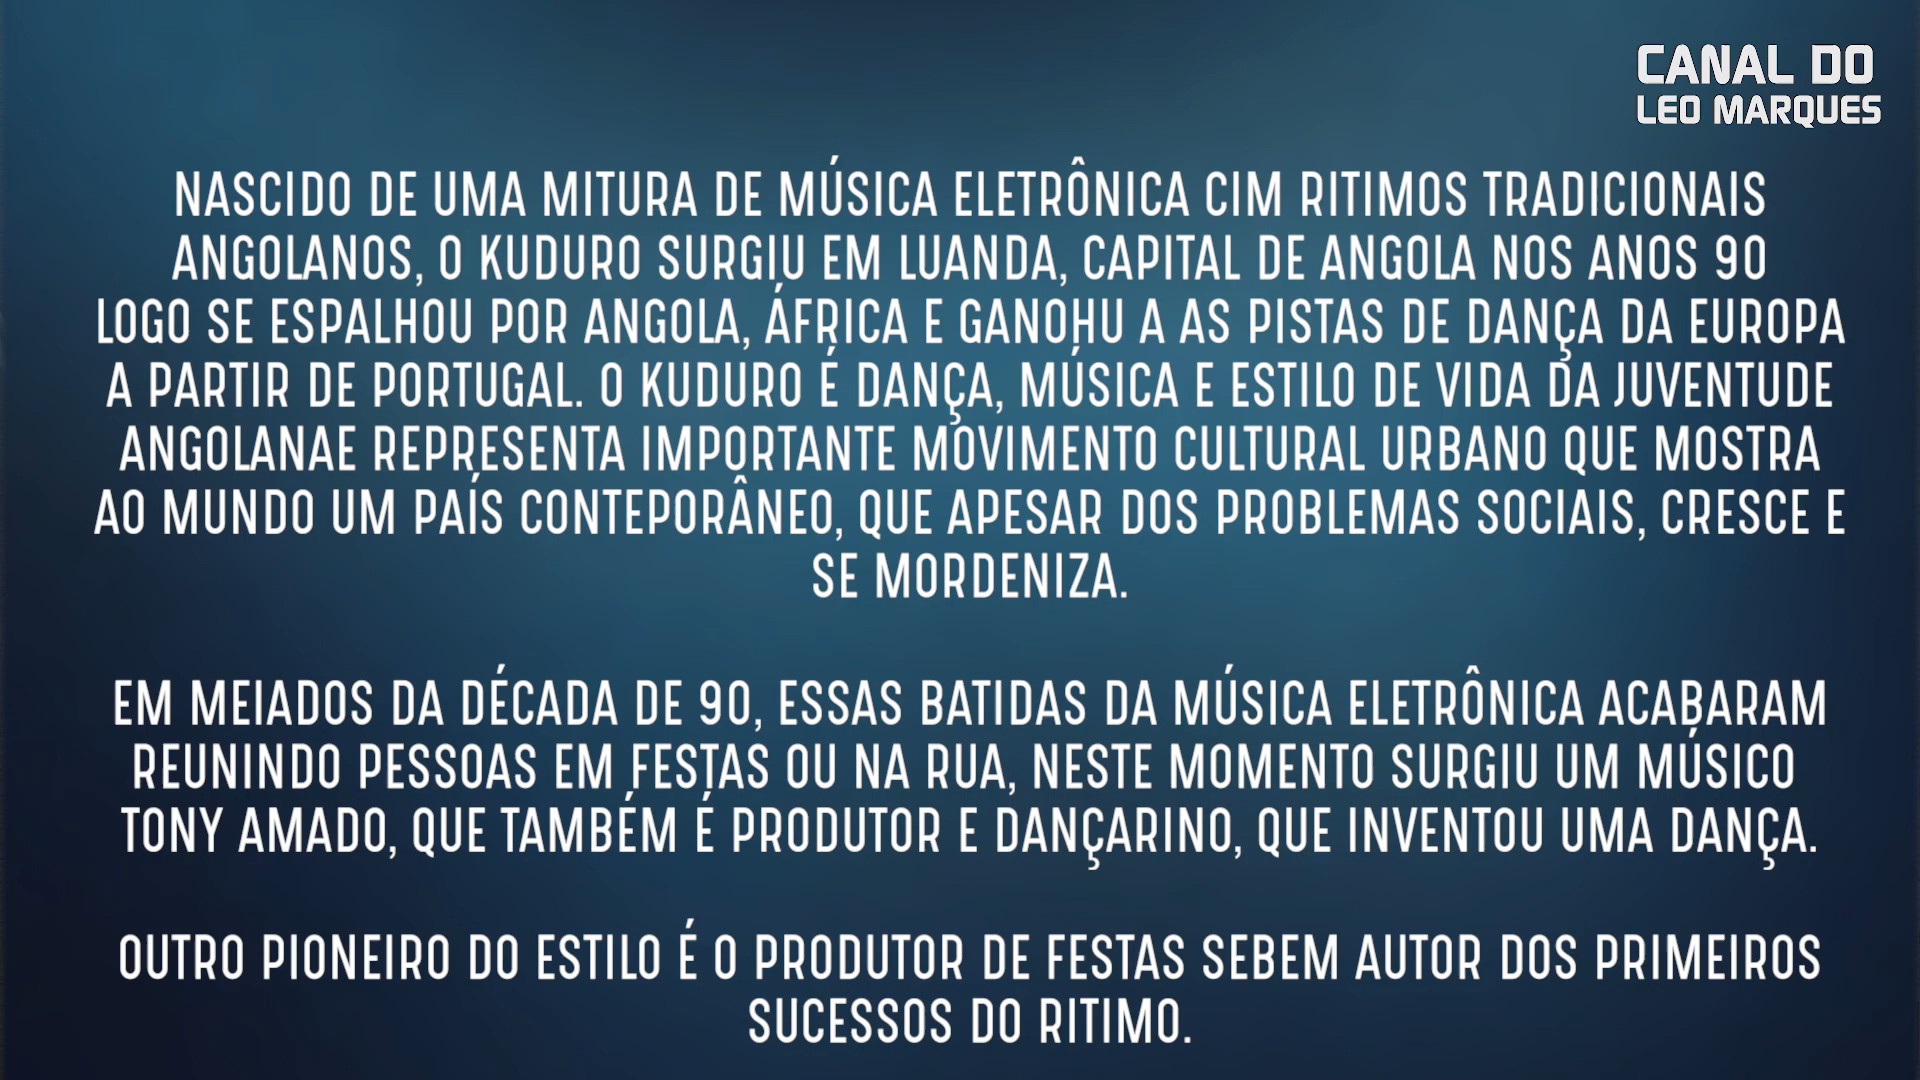 CANAL DO
LEO MARQUES
NASCIDO DE UMA MITURA DE MÚSICA ELETRÔNICA CIM RITIMOS TRADICIONAIS
ANGOLANOS, O KUDURO SURGIU EM LUANDA, CAPITAL DE ANGOLA NOS ANOS 90
LOGO SE ESPALHOU POR ANGOLA, ÁFRICA E GANOHU A AS PISTAS DE DANÇA DA EUROPA
A PARTIR DE PORTUGAL. O KUDURO É DANÇA, MÚSICA E ESTILO DE VIDA DA JUVENTUDE
ANGOLANAE REPRESENTA IMPORTANTE MOVIMENTO CULTURAL URBANO QUE MOSTRA
AO MUNDO UM PAÍS CONTEPORÂNEO, QUE APESAR DOS PROBLEMAS SOCIAIS, CRESCE E
SE MORDENIZA.
EM MEIADOS DA DÉCADA DE 90, ESSAS BATIDAS DA MÚSICA ELETRÔNICA ACABARAM
REUNINDO PESSOAS EM FESTAS OU NA RUA, NESTE MOMENTO SURGIU UM MÚSICO
TONY AMADO, QUE TAMBÉM É PRODUTOR E DANÇARINO, QUE INVENTOU UMA DANÇA.
OUTRO PIONEIRO DO ESTILO É O PRODUTOR DE FESTAS SEBEM AUTOR DOS PRIMEIROS
SUCESSOS DO RITIMO.